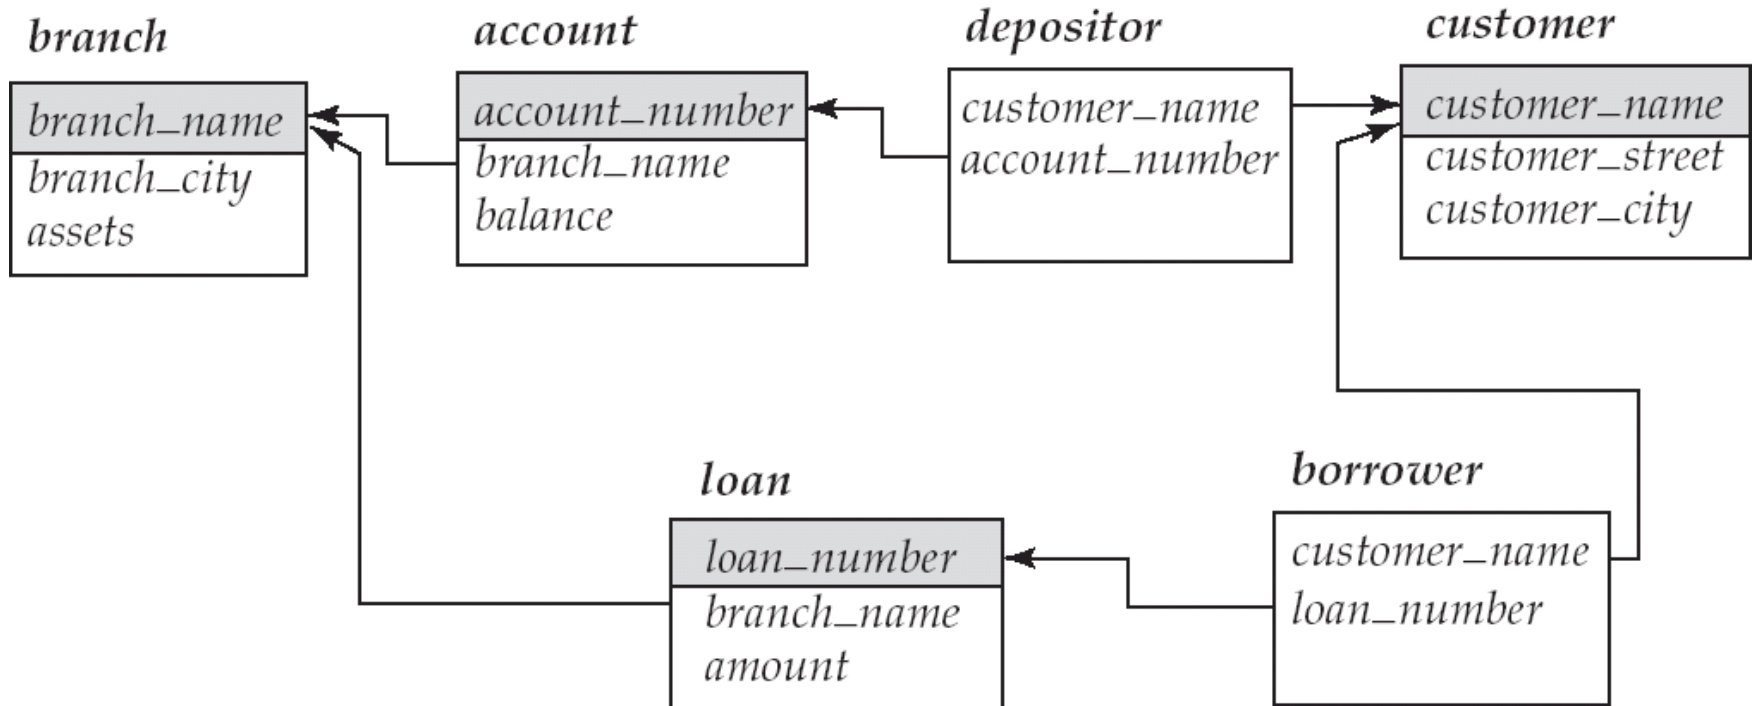 branch
branch_name
branch_city
assets
account
account_number
branch_name
balance
depositor
customer_name
account_number
customer
customer_name
customer_street
customer_city
loan
loan_number
branch_name
amount
borrower
customer_name
loan_number